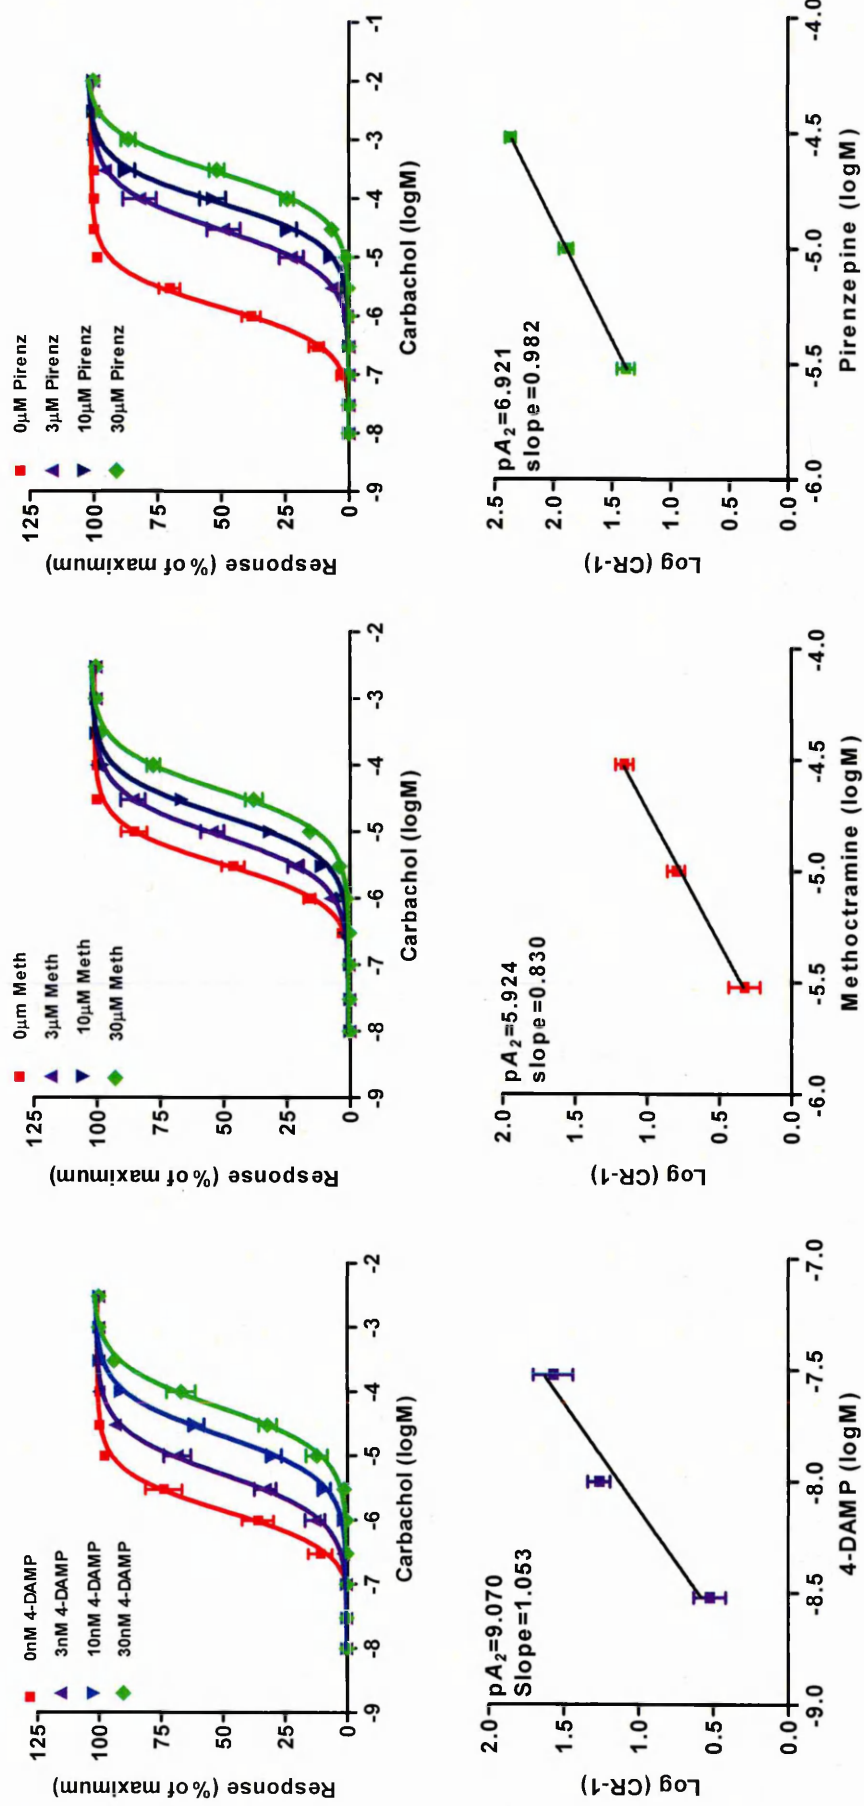 0nM 4-DAMP
3nM 4-DAMP
10nM 4-DAMP
30nM 4-DAMP
Response (% of maximum)
125
100
75
50
25
0
-9
-8
-7
-6
-5
-4
-3
-2
Carbachol (logM)
0μm Meth
3μM Meth
10μM Meth
30μM Meth
Response (% of maximum)
125
100
75
50
25
0
-9
-8
-7
-6
-5
-4
-3
-2
Carbachol (logM)
0μM Pirenz
3μM Pirenz
10μM Pirenz
30μM Pirenz
Response (% of maximum)
125
100
75
50
25
0
-9
-8
-7
-6
-5
-4
-3
-2
-1
Carbachol (logM)
pA₂=9.070
Slope=1.053
Log (CR-1)
2.0
1.5
1.0
0.5
0.0
-9.0
-8.5
-8.0
-7.5
-7.0
4-DAMP (logM)
pA₂=5.924
slope=0.830
Log (CR-1)
2.0
1.5
1.0
0.5
0.0
-6.0
-5.5
-5.0
-4.5
-4.0
Methoctramine (logM)
pA₂=6.921
slope=0.982
Log (CR-1)
2.5
2.0
1.5
1.0
0.5
0.0
-6.0
-5.5
-5.0
-4.5
-4.0
Pirenzepine (logM)